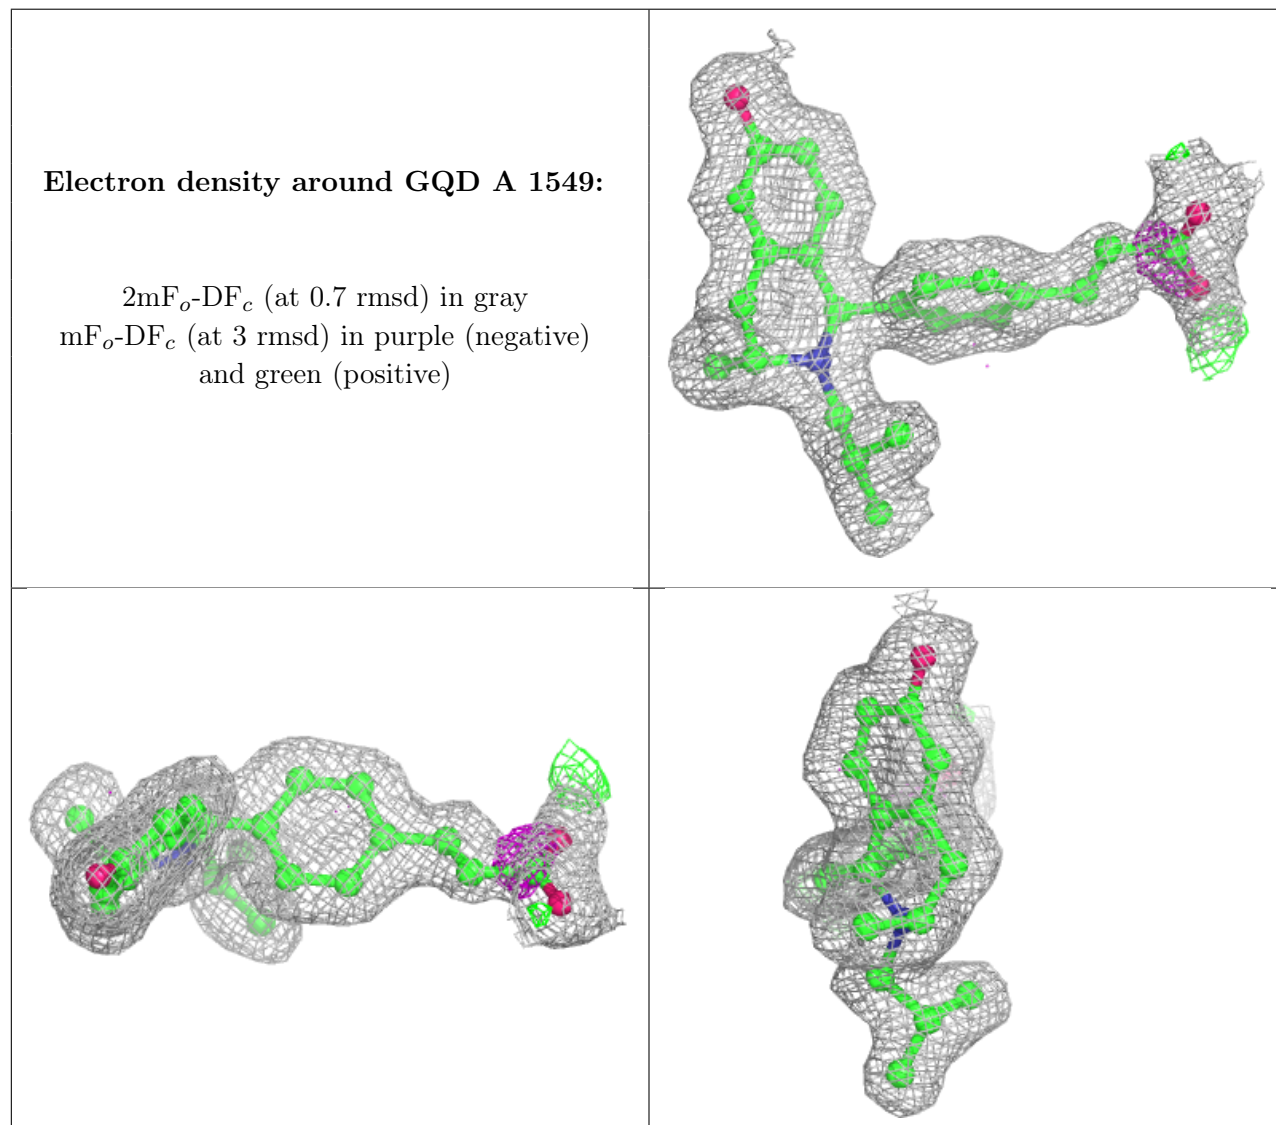 Electron density around GQD A 1549:
2mFo-DFc (at 0.7 rmsd) in gray
mFo-DFc (at 3 rmsd) in purple (negative)
and green (positive)